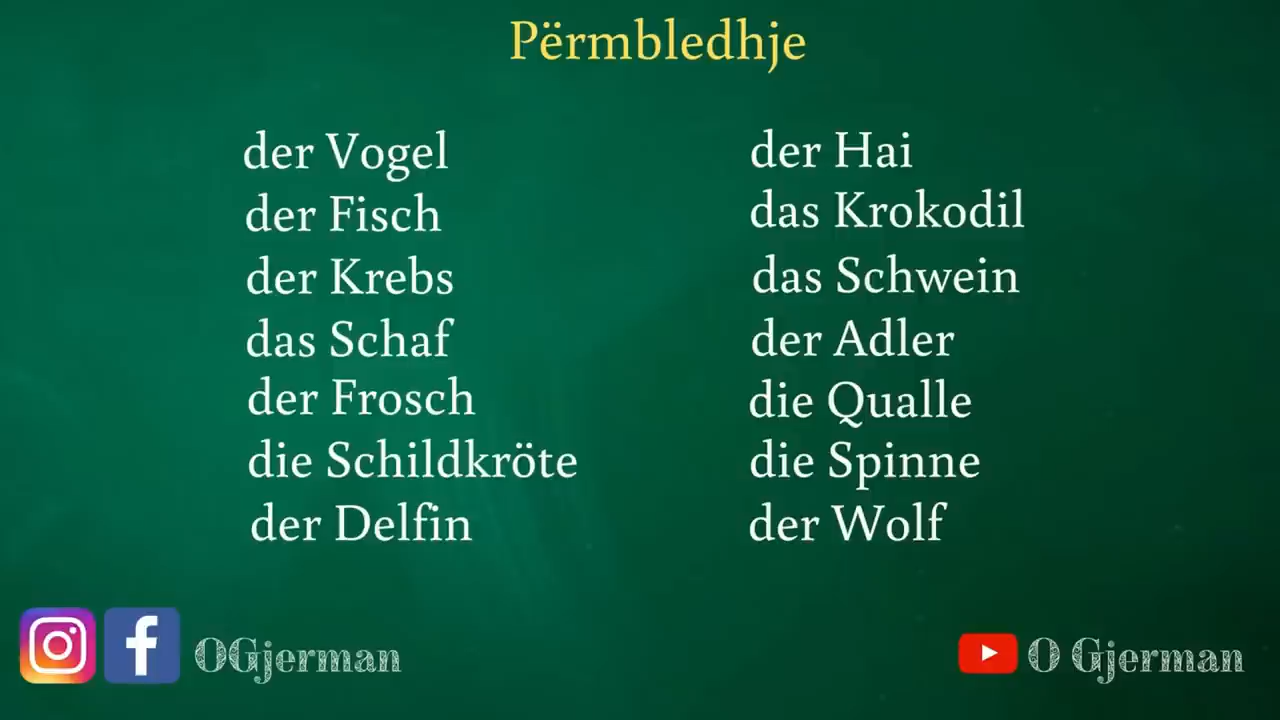 Përmbledhje
der Vogel
der Fisch
der Krebs
das Schaf
der Frosch
die Schildkröte
der Delfin
der Hai
das Krokodil
das Schwein
der Adler
die Qualle
die Spinne
der Wolf
OGjerman
O Gjerman